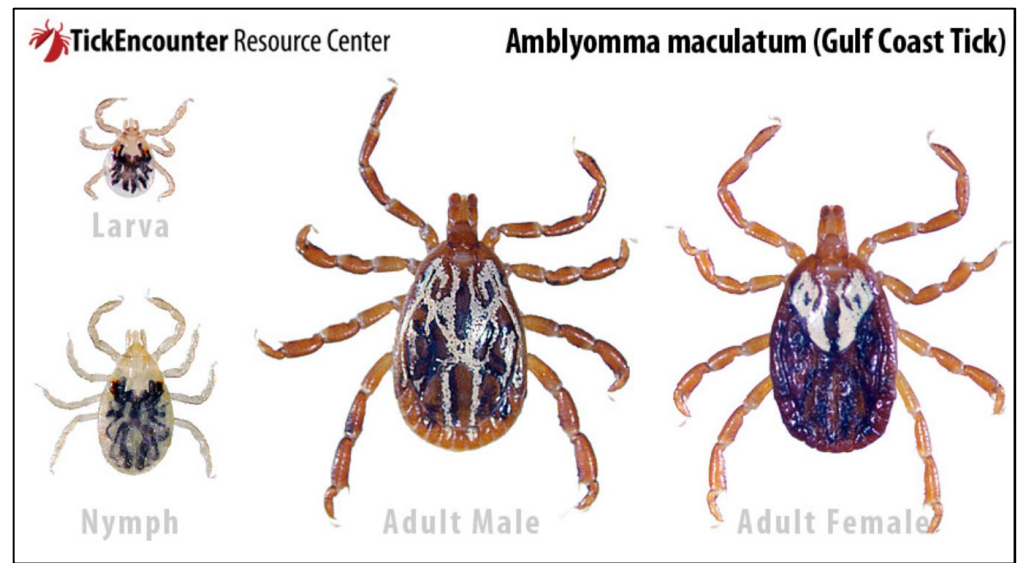 TickEncounter Resource Center
Amblyomma maculatum (Gulf Coast Tick)
Larva
Nymph
Adult Male
Adult Female